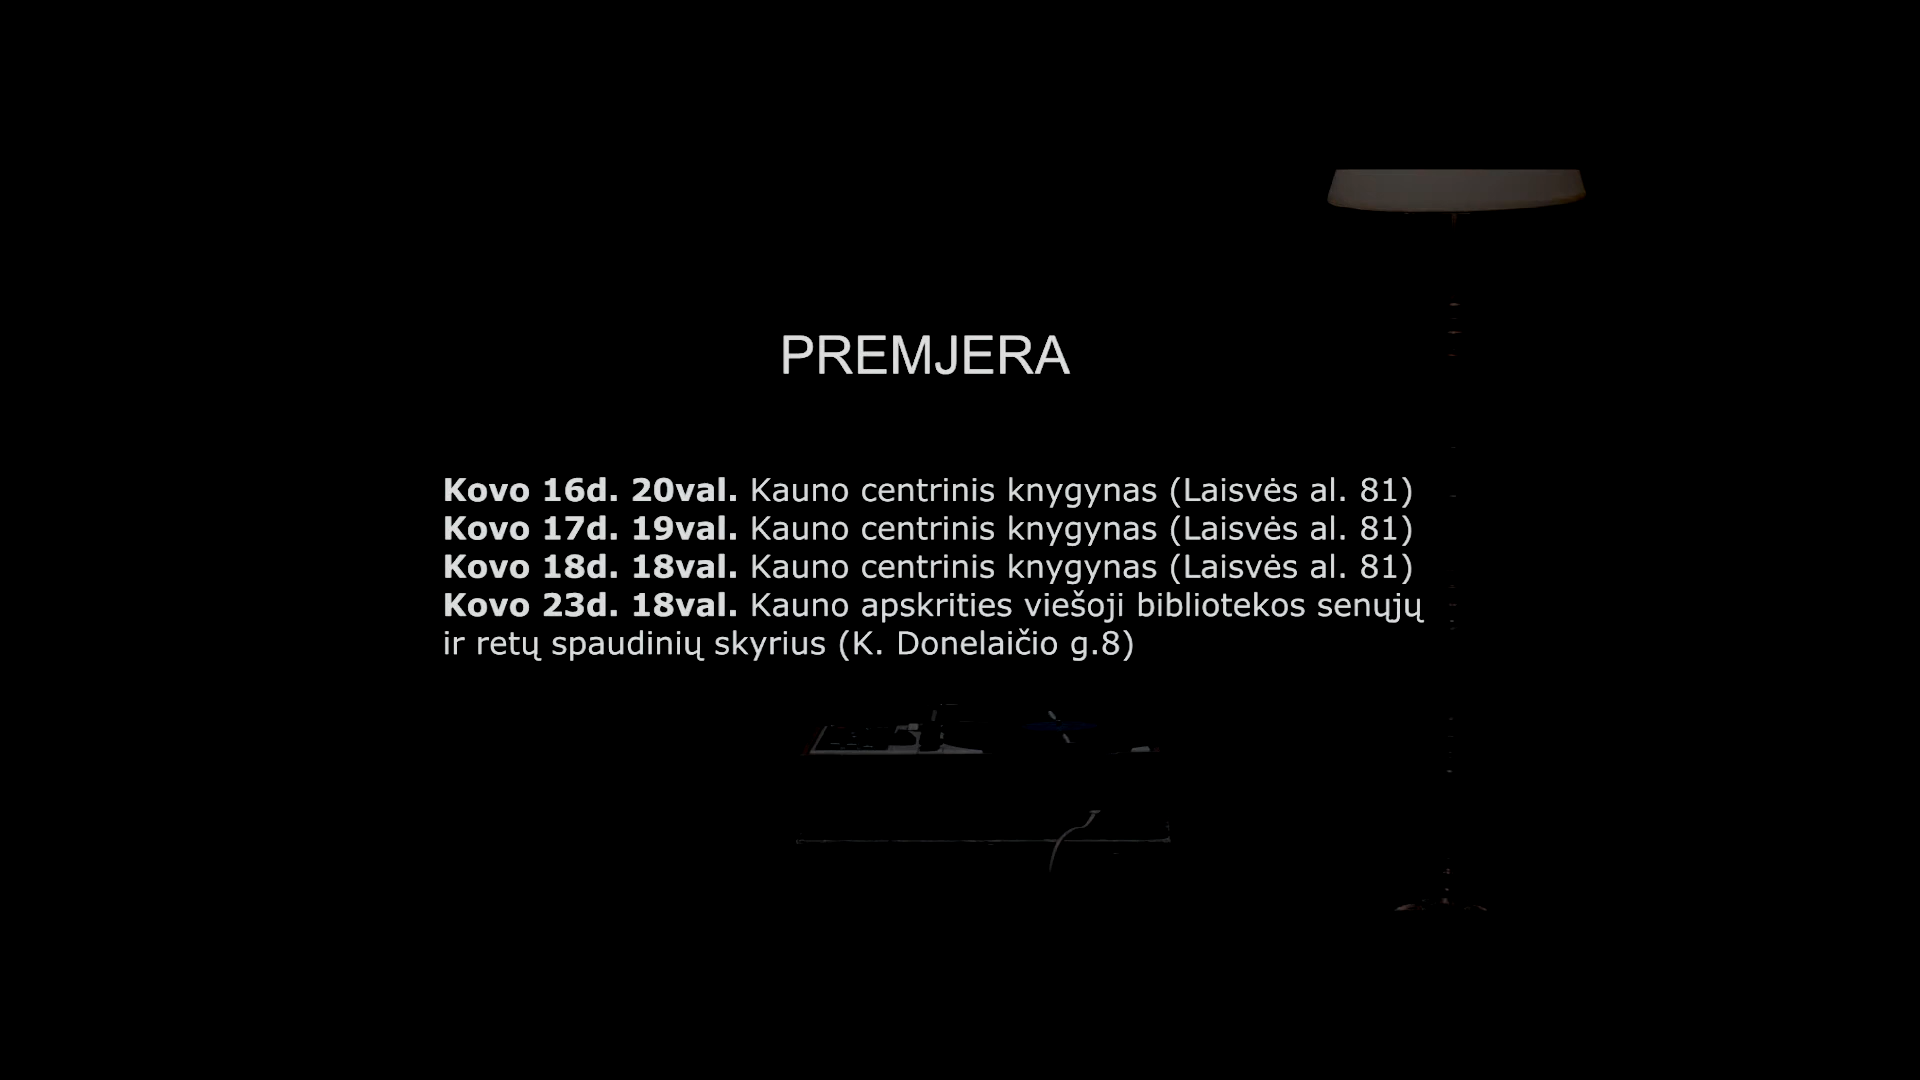 PREMJERA
Kovo 16d. 20val. Kauno centrinis knygynas (Laisvės al. 81)
Kovo 17d. 19val. Kauno centrinis knygynas (Laisvės al. 81)
Kovo 18d. 18val. Kauno centrinis knygynas (Laisvės al. 81)
Kovo 23d. 18val. Kauno apskrities viešoji bibliotekos senųjų
ir retų spaudinių skyrius (K. Donelaičio g.8)